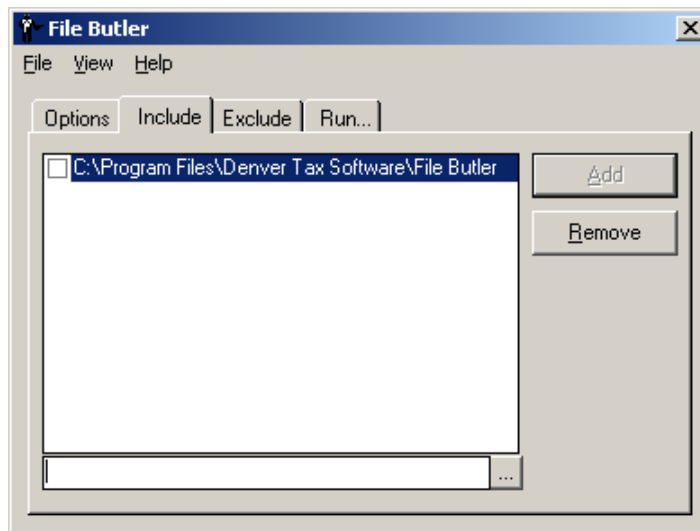 File Butler
File View Help
Options Include Exclude Run...
C:\Program Files\Denver Tax Software\File Butler
Add
Remove
...